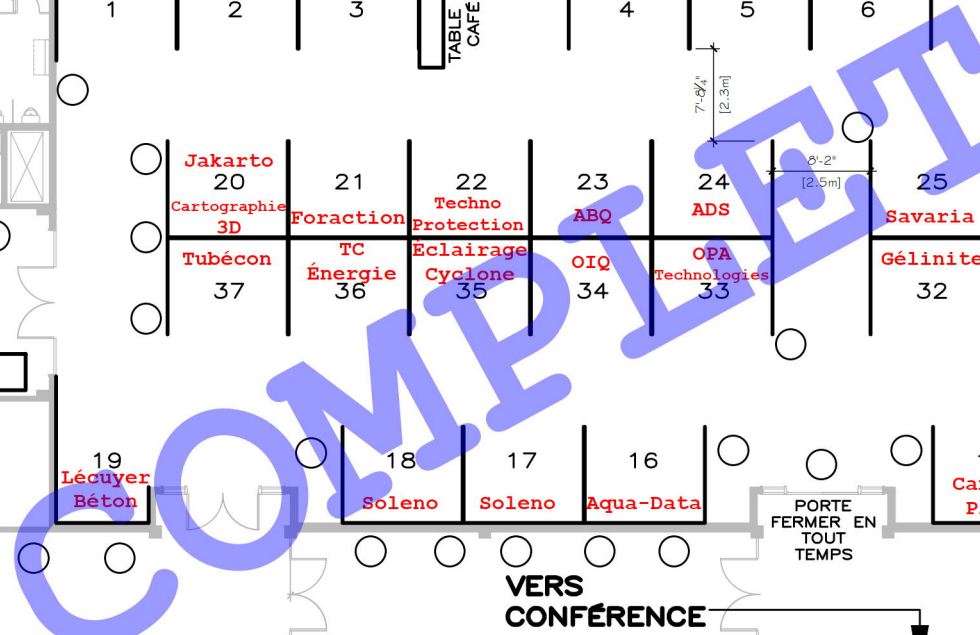 1
2
3
TABLE
CAFÉ
4
5
6
7'-8¼"
[2.3m]
8'-2"
[2.5m]
Jakarto
20
Cartographie
3D
21
Foraction
22
Techno
Protection
23
ABQ
24
ADS
25
Savaria
Tubécon
37
TC
Énergie
36
Éclairage
Cyclone
35
OIQ
34
OPA
Technologies
33
Gélinite
32
19
Lécuyer
Béton
18
Soleno
17
Soleno
16
Aqua-Data
PORTE
FERMER EN
TOUT
TEMPS
VERS
CONFÉRENCE
COMPLET